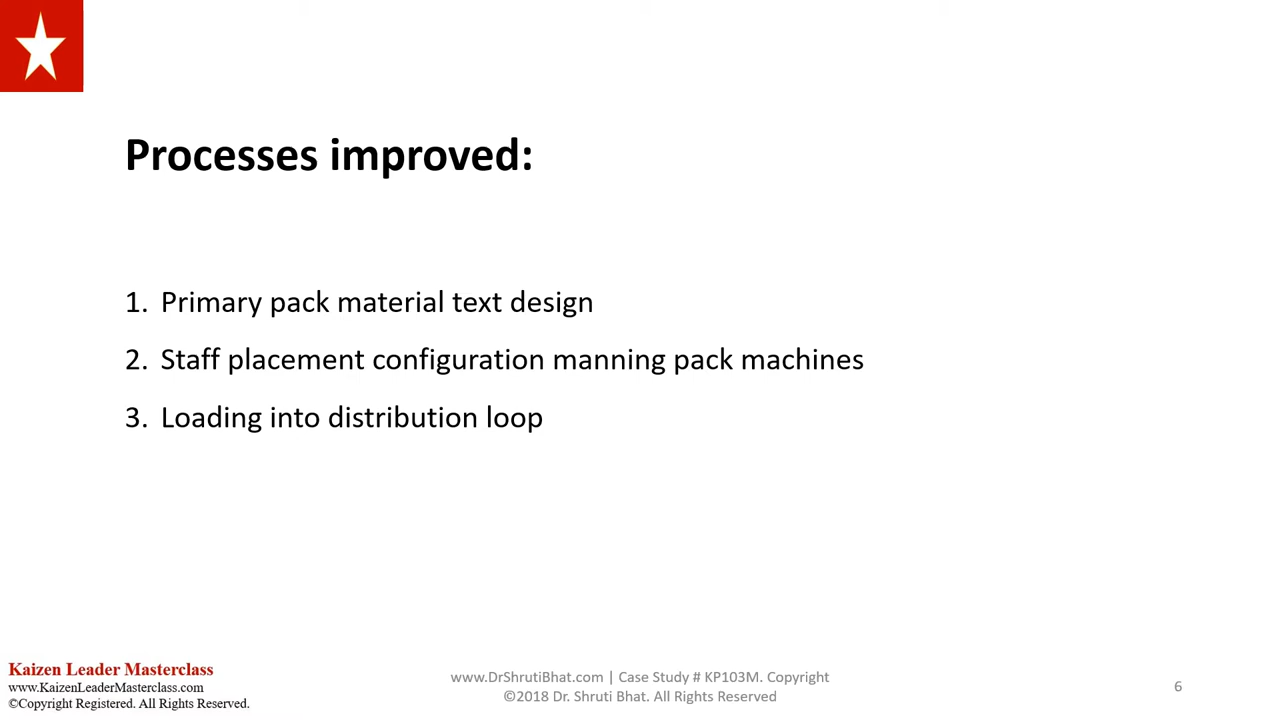 Processes improved:
1. Primary pack material text design
2. Staff placement configuration manning pack machines
3. Loading into distribution loop
Kaizen Leader Masterclass
www.KaizenLeaderMasterclass.com
©Copyright Registered. All Rights Reserved.
www.DrShrutiBhat.com | Case Study # KP103M. Copyright
©2018 Dr. Shruti Bhat. All Rights Reserved
6